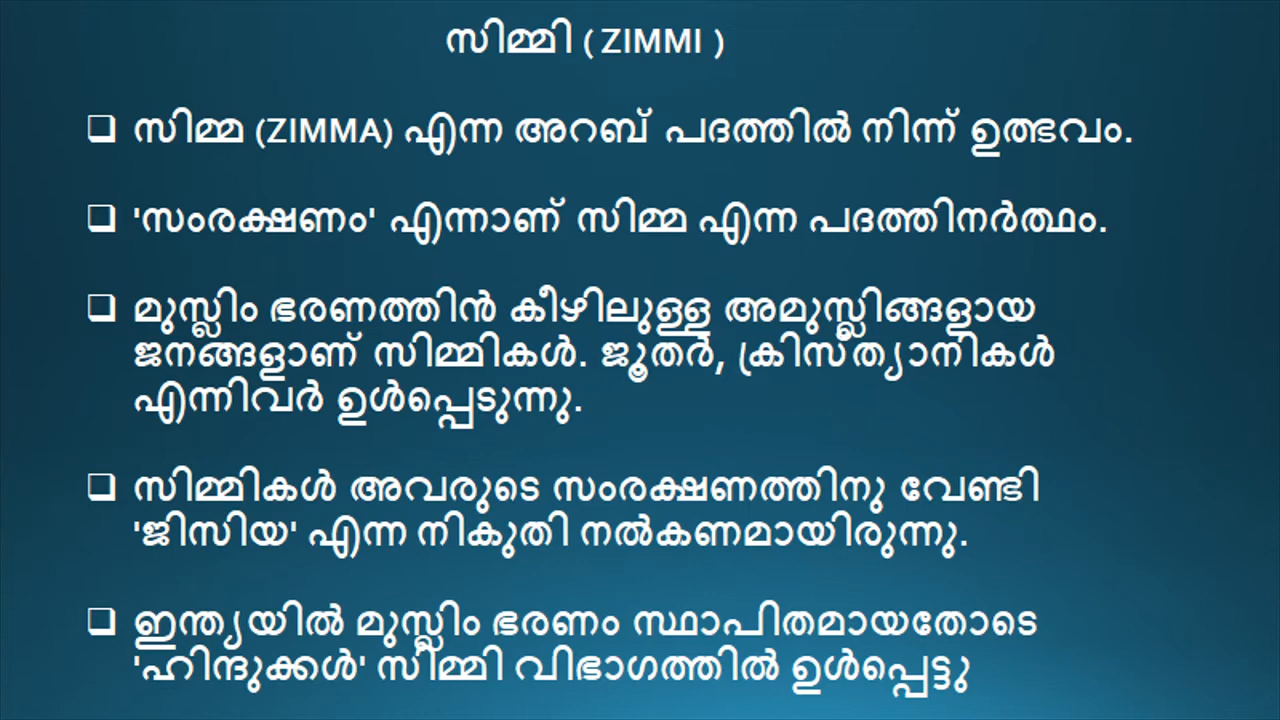 സിമ്മി ( ZIMMI )
❑ സിമ്മ (ZIMMA) എന്ന അറബ് പദത്തിൽ നിന്ന് ഉത്ഭവം.
❑ 'സംരക്ഷണം' എന്നാണ് സിമ്മ എന്ന പദത്തിനർത്ഥം.
❑ മുസ്ലിം ഭരണത്തിൻ കീഴിലുള്ള അമുസ്ലിങ്ങളായ
ജനങ്ങളാണ് സിമ്മികൾ. ജൂതർ, ക്രിസ്ത്യാനികൾ
എന്നിവർ ഉൾപ്പെടുന്നു.
❑ സിമ്മികൾ അവരുടെ സംരക്ഷണത്തിനു വേണ്ടി
'ജിസിയ' എന്ന നികുതി നൽകണമായിരുന്നു.
❑ ഇന്ത്യയിൽ മുസ്ലിം ഭരണം സ്ഥാപിതമായതോടെ
'ഹിന്ദുക്കൾ' സിമ്മി വിഭാഗത്തിൽ ഉൾപ്പെട്ടു